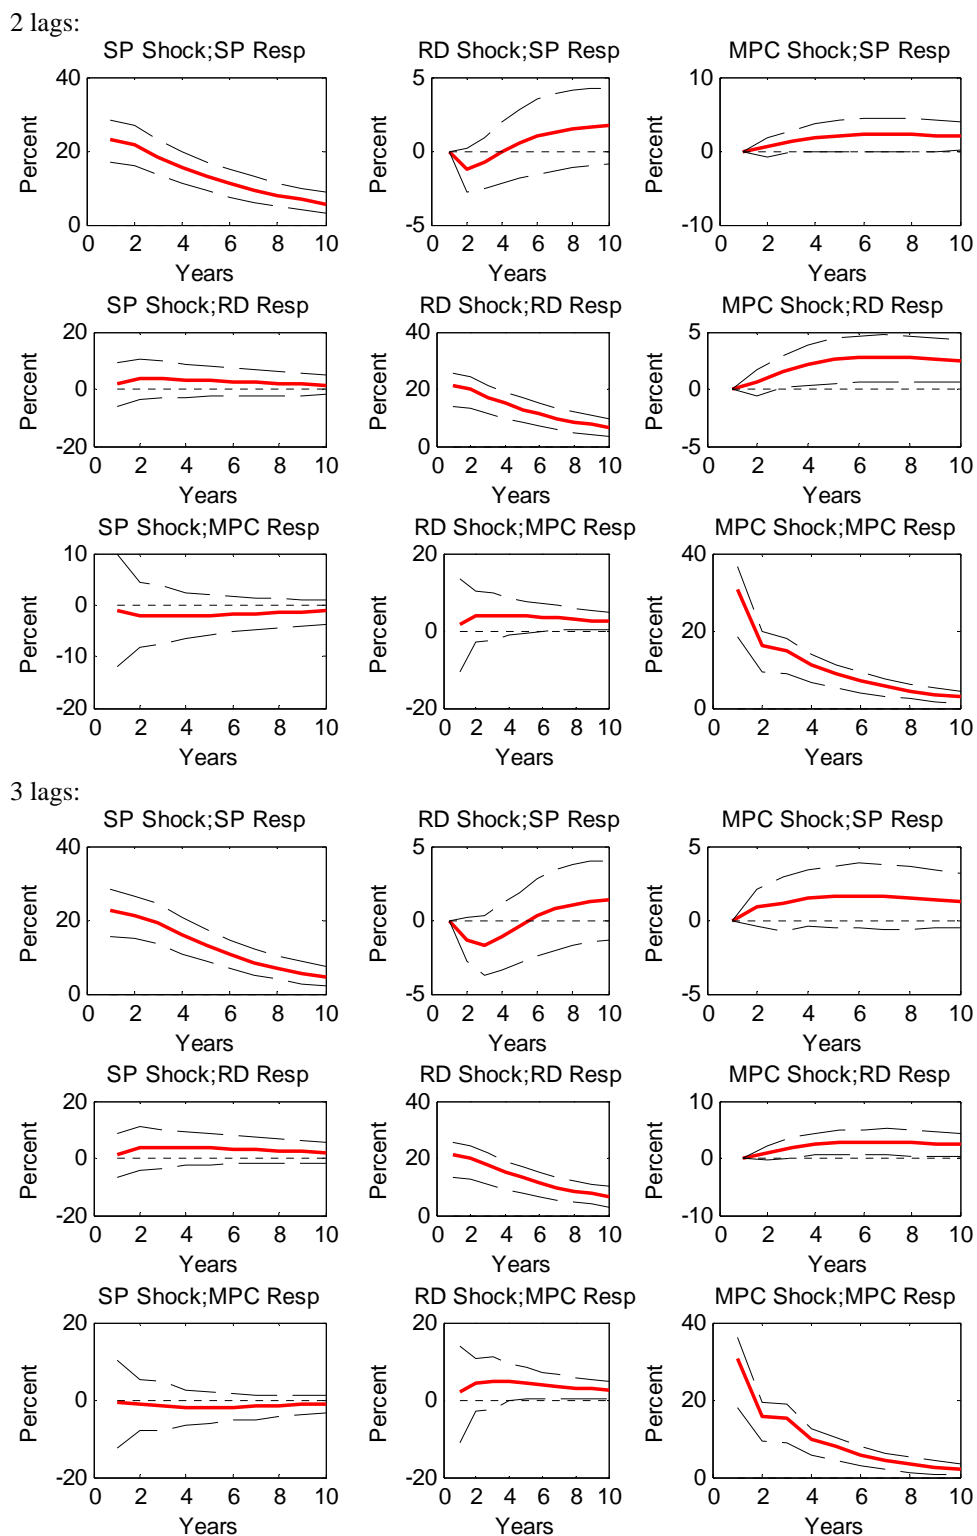 2 lags:
SP Shock;SP Resp
RD Shock;SP Resp
MPC Shock;SP Resp
40
20
0
Percent
0 2 4 6 8 10
Years
5
0
-5
Percent
0 2 4 6 8 10
Years
10
0
-10
Percent
0 2 4 6 8 10
Years
SP Shock;RD Resp
RD Shock;RD Resp
MPC Shock;RD Resp
20
0
-20
Percent
0 2 4 6 8 10
Years
40
20
0
Percent
0 2 4 6 8 10
Years
5
0
-5
Percent
0 2 4 6 8 10
Years
SP Shock;MPC Resp
RD Shock;MPC Resp
MPC Shock;MPC Resp
10
0
-10
-20
Percent
0 2 4 6 8 10
Years
20
0
-20
Percent
0 2 4 6 8 10
Years
40
20
0
Percent
0 2 4 6 8 10
Years
3 lags:
SP Shock;SP Resp
RD Shock;SP Resp
MPC Shock;SP Resp
40
20
0
Percent
0 2 4 6 8 10
Years
5
0
-5
Percent
0 2 4 6 8 10
Years
5
0
-5
Percent
0 2 4 6 8 10
Years
SP Shock;RD Resp
RD Shock;RD Resp
MPC Shock;RD Resp
20
0
-20
Percent
0 2 4 6 8 10
Years
40
20
0
Percent
0 2 4 6 8 10
Years
10
0
-10
Percent
0 2 4 6 8 10
Years
SP Shock;MPC Resp
RD Shock;MPC Resp
MPC Shock;MPC Resp
20
0
-20
Percent
0 2 4 6 8 10
Years
20
0
-20
Percent
0 2 4 6 8 10
Years
40
20
0
Percent
0 2 4 6 8 10
Years